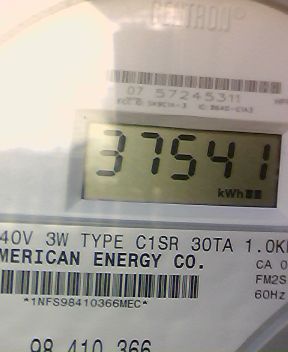 CENTRON®
07 57245311
37541
kWh
40V 3W TYPE C1SR 30TA 1.0K
MERICAN ENERGY CO.
CA 0
FM2S
60Hz
*1NFS98410366MEC*
98 410 366